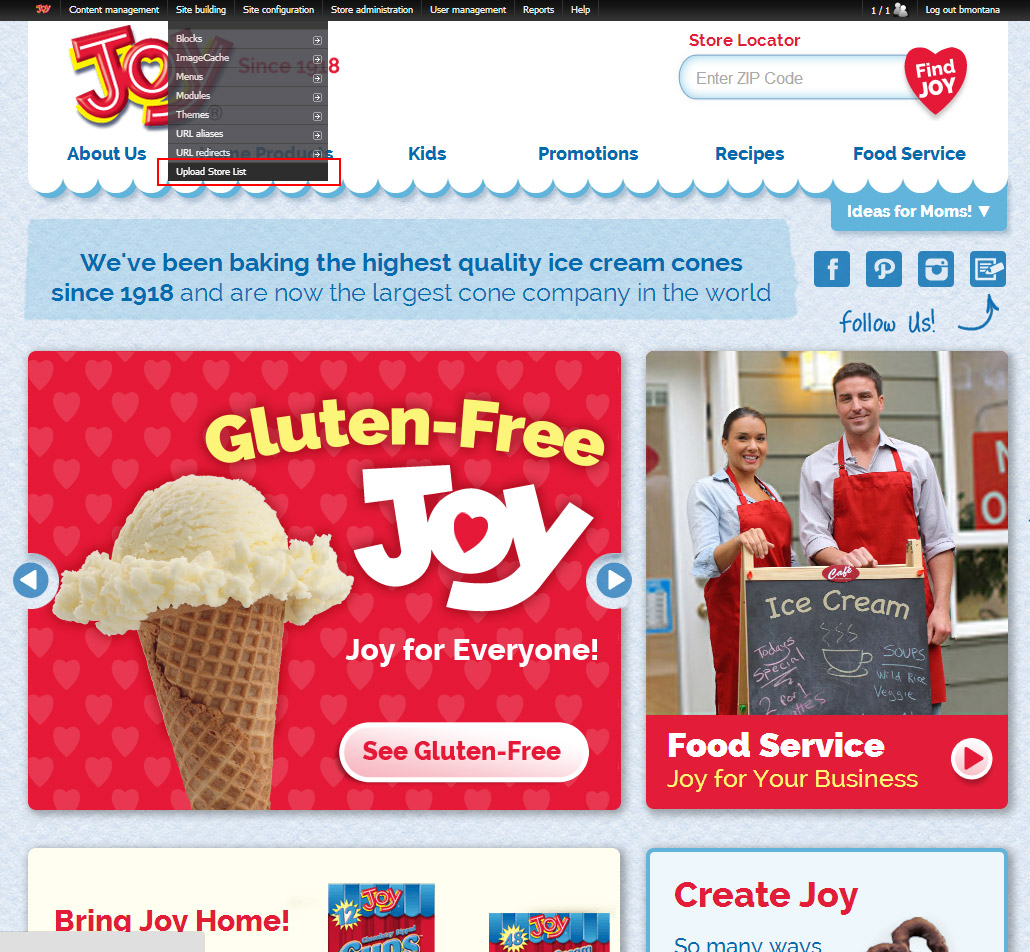 Joy Content management Site building Site configuration Store administration User management Reports Help 1 / 1 Log out bmontana
Blocks
ImageCache
Menus
Modules
Themes
URL aliases
URL redirects
Upload Store List
Joy ®
Since 1918
Store Locator
Enter ZIP Code
Find
JOY
About Us Home Products Kids Promotions Recipes Food Service
Ideas for Moms! ▼
We've been baking the highest quality ice cream cones
since 1918 and are now the largest cone company in the world
follow Us!
Gluten-Free
Joy
Joy for Everyone!
See Gluten-Free
Café
Ice Cream
Todays
Special
2 for 1
SOUPS
Wild Rice
Veggie
Food Service
Joy for Your Business
Bring Joy Home!
12
Joy
Cups
48
Joy
Create Joy
So many ways